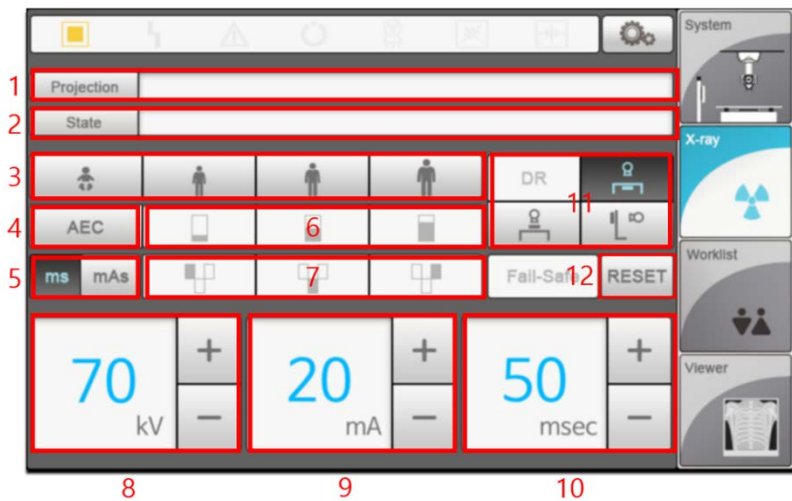 System
1 Projection
2 State
X-ray
3
DR
11
4 AEC 6
5 ms mAs 7 Fail-Safe 12 RESET
Worklist
70 kV + −
20 mA + −
50 msec + −
Viewer
8 9 10